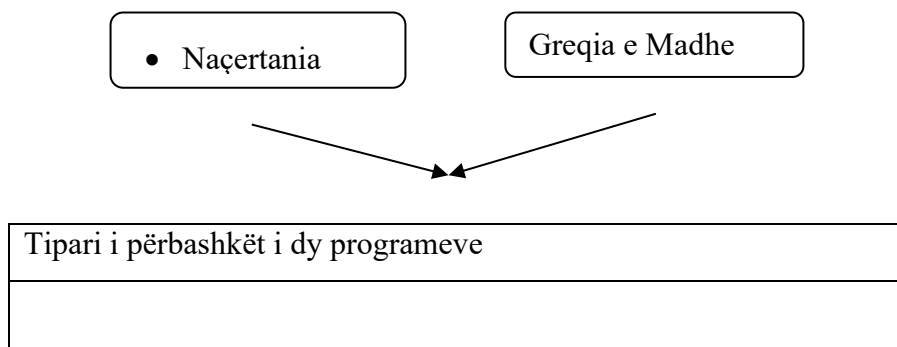 • Naçertania
Greqia e Madhe
Tipari i përbashkët i dy programeve